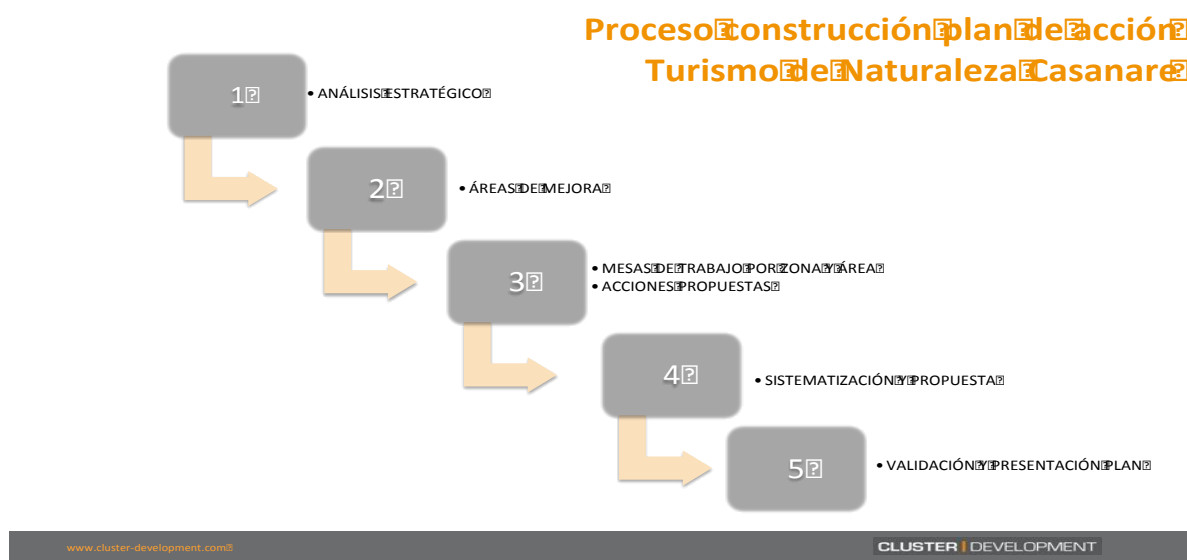 Proceso construcción plan de acción
Turismo de Naturaleza Casanare
1
• ANÁLISIS ESTRATÉGICO
2
• ÁREAS DE MEJORA
3
• MESAS DE TRABAJO POR ZONA Y ÁREA
• ACCIONES PROPUESTAS
4
• SISTEMATIZACIÓN Y PROPUESTA
5
• VALIDACIÓN Y PRESENTACIÓN PLAN
www.cluster-development.com
CLUSTER | DEVELOPMENT